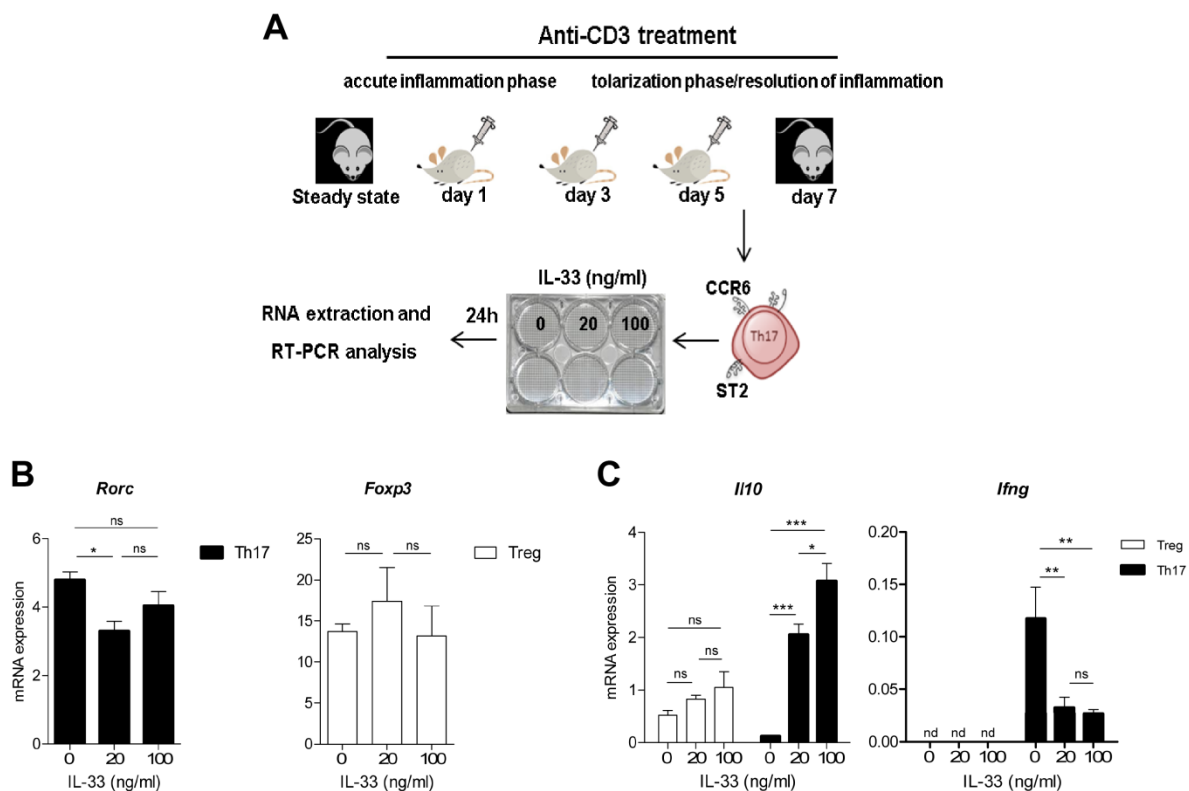 A
Anti-CD3 treatment
accute inflammation phase
tolarization phase/resolution of inflammation
Steady state
day 1
day 3
day 5
day 7
IL-33 (ng/ml)
0 20 100
CCR6
Th17
ST2
24h
RNA extraction and
RT-PCR analysis
B
Rorc
ns
* ns
6
4
2
0
mRNA expression
0 20 100
IL-33 (ng/ml)
Th17
Foxp3
ns ns
25
20
15
10
5
0
0 20 100
IL-33 (ng/ml)
Treg
C
Il10
***
*
***
ns
ns
ns
4
3
2
1
0
mRNA expression
0 20 100 0 20 100
IL-33 (ng/ml)
Ifng
**
**
ns
0.20
0.15
0.10
0.05
0.00
nd nd nd
0 20 100 0 20 100
IL-33 (ng/ml)
Treg
Th17